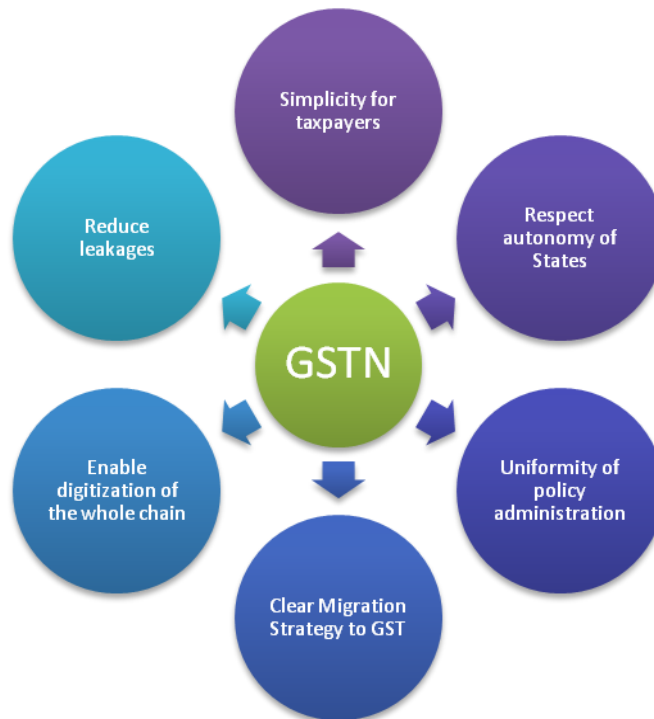 Simplicity for
taxpayers
Respect
autonomy of
States
Uniformity of
policy
administration
Clear Migration
Strategy to GST
Enable
digitization of
the whole chain
Reduce
leakages
GSTN